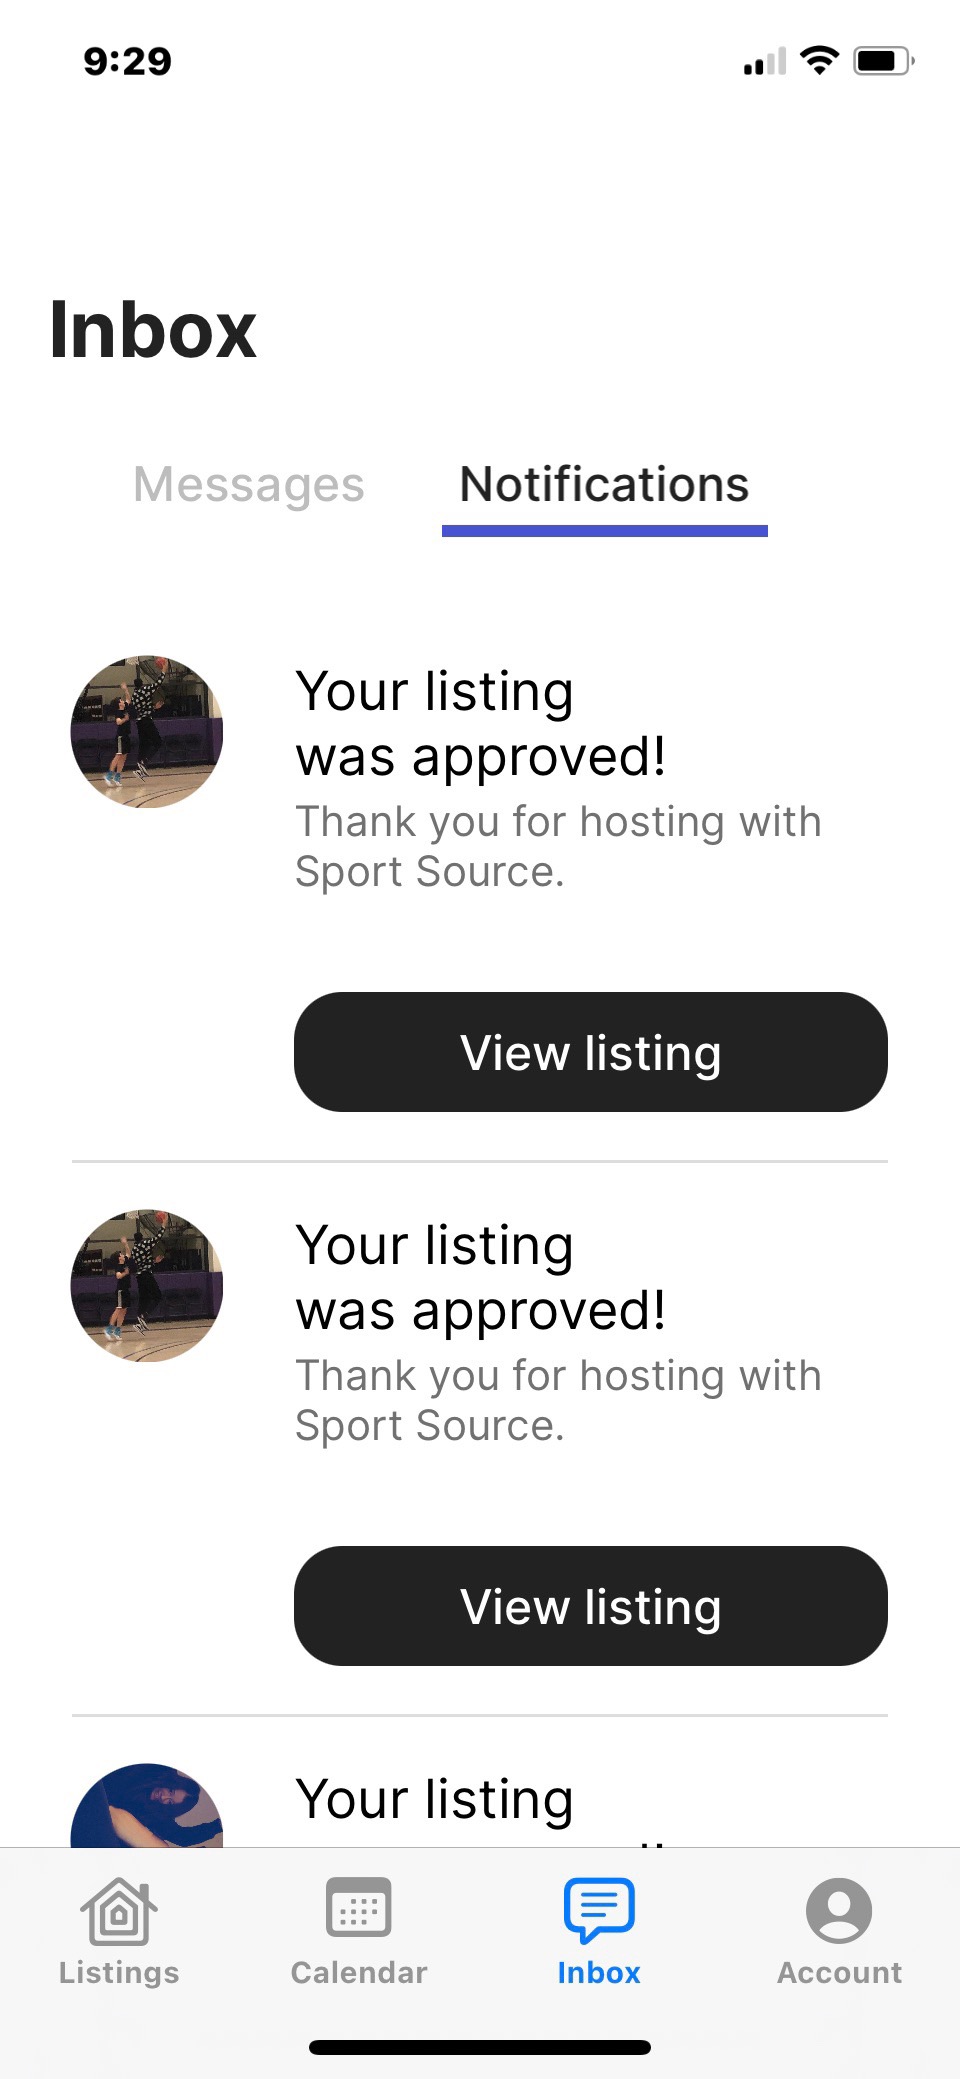 9:29
Inbox
Messages Notifications
Your listing
was approved!
Thank you for hosting with
Sport Source.
View listing
Your listing
was approved!
Thank you for hosting with
Sport Source.
View listing
Your listing
Listings Calendar Inbox Account